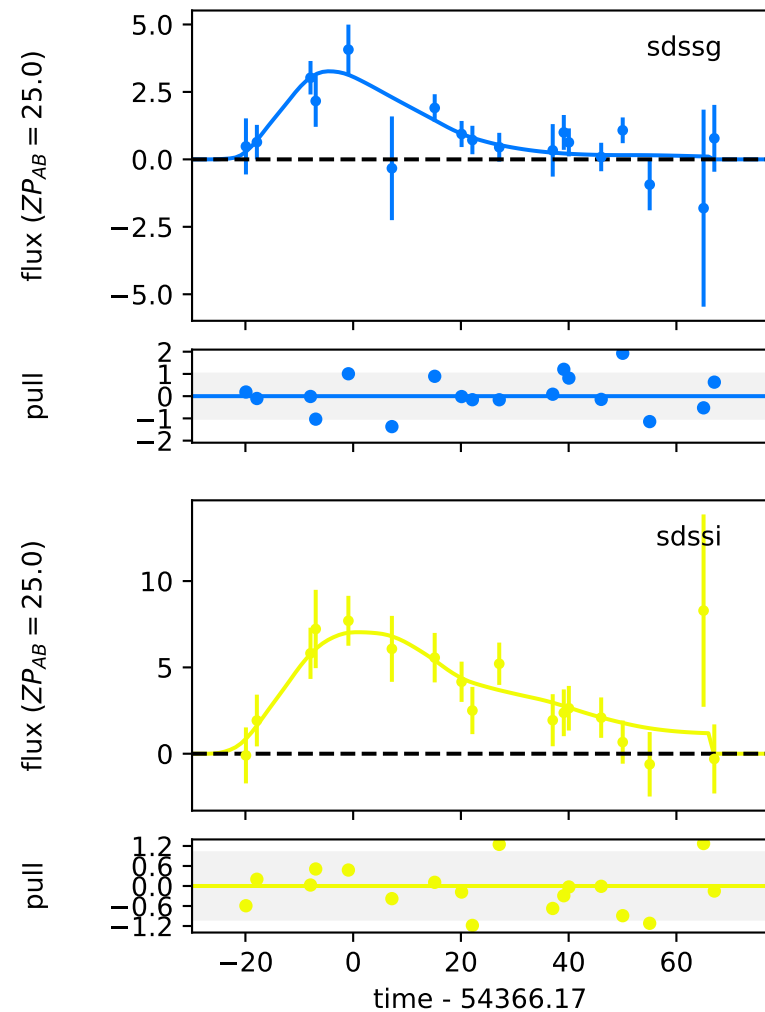 sdssg
flux (ZP_AB = 25.0)
5.0
2.5
0.0
−2.5
−5.0
pull
2
1
0
−1
−2
sdssi
flux (ZP_AB = 25.0)
10
5
0
pull
1.2
0.6
0.0
−0.6
−1.2
−20 0 20 40 60
time - 54366.17